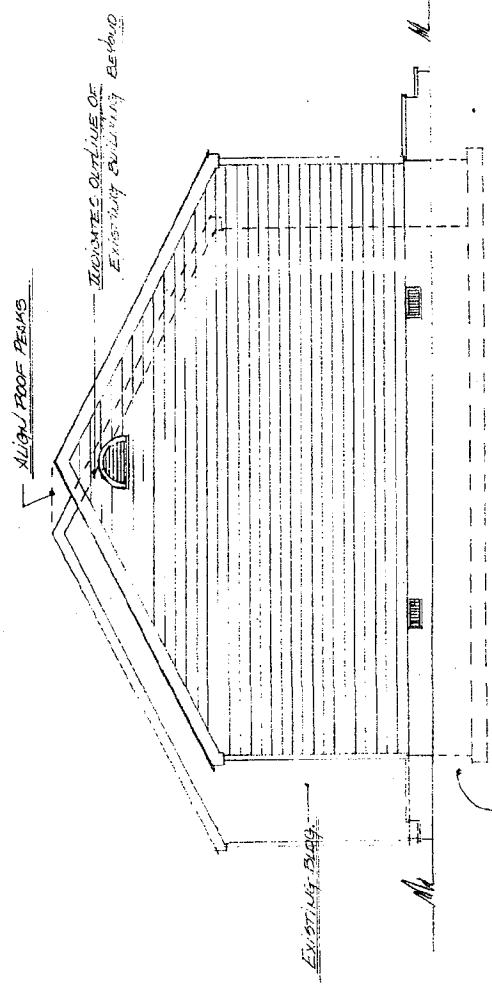 ALIGN ROOF PEAKS
INDICATES OUTLINE OF
EXISTING BUILDING BEYOND
EXISTING BLDG.